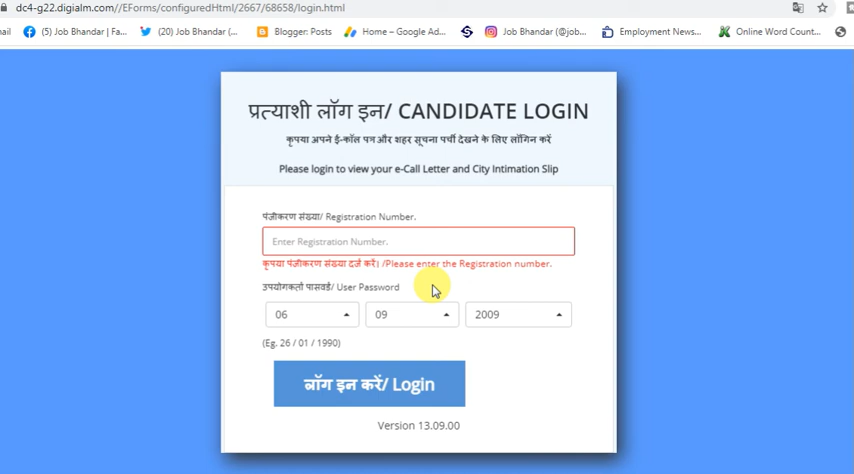 dc4-g22.digialm.com//EForms/configuredHtml/2667/68658/login.html
ail (5) Job Bhandar | Fa... (20) Job Bhandar (... Blogger: Posts Home – Google Ad... Job Bhandar (@job... Employment News... Online Word Count...
प्रत्याशी लॉग इन/ CANDIDATE LOGIN
कृपया अपने ई-कॉल पत्र और शहर सूचना पर्ची देखने के लिए लॉगिन करें
Please login to view your e-Call Letter and City Intimation Slip
पंजीकरण संख्या/ Registration Number.
Enter Registration Number.
कृपया पंजीकरण संख्या दर्ज करें। /Please enter the Registration number.
उपयोगकर्ता पासवर्ड/ User Password
06 09 2009
(Eg. 26 / 01 / 1990)
लॉग इन करें/ Login
Version 13.09.00